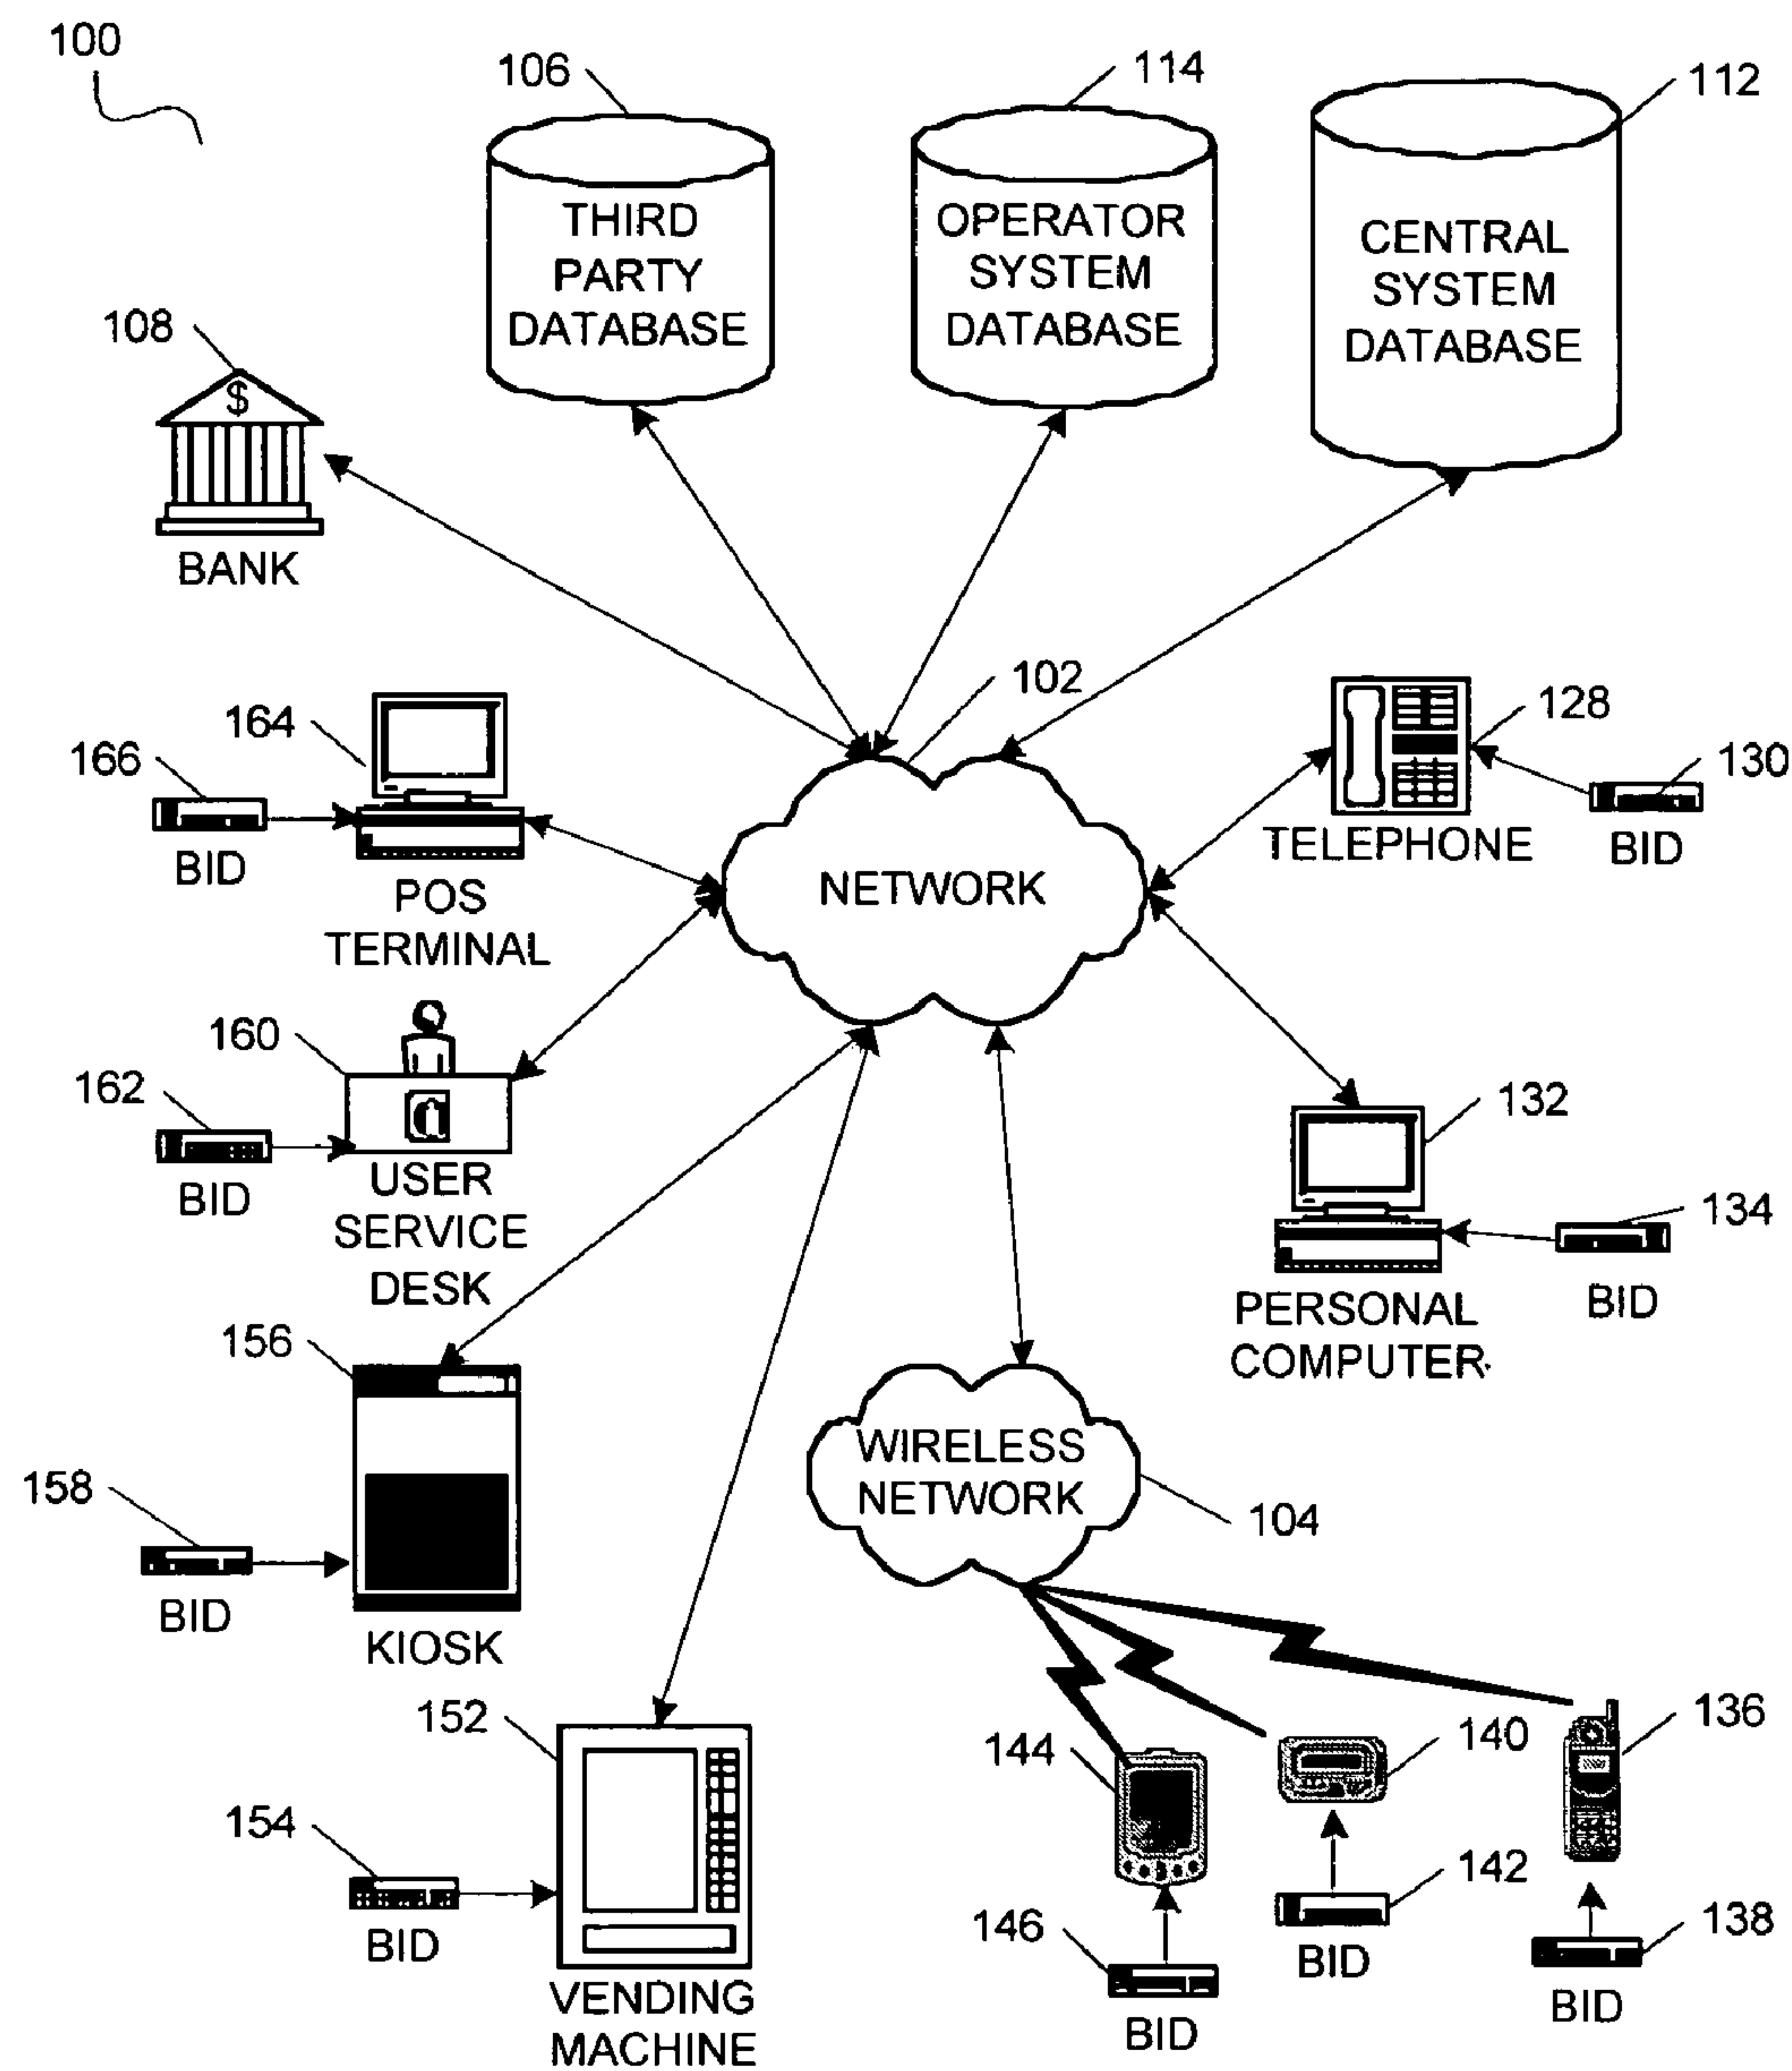 100
106
114
112
THIRD
PARTY
DATABASE
OPERATOR
SYSTEM
DATABASE
CENTRAL
SYSTEM
DATABASE
108
$
BANK
102
164
166
BID
POS
TERMINAL
NETWORK
128
130
TELEPHONE
BID
160
162
BID
USER
SERVICE
DESK
132
134
PERSONAL
COMPUTER
BID
156
158
BID
KIOSK
WIRELESS
NETWORK
104
152
154
BID
VENDING
MACHINE
144
140
136
146
142
138
BID
BID
BID